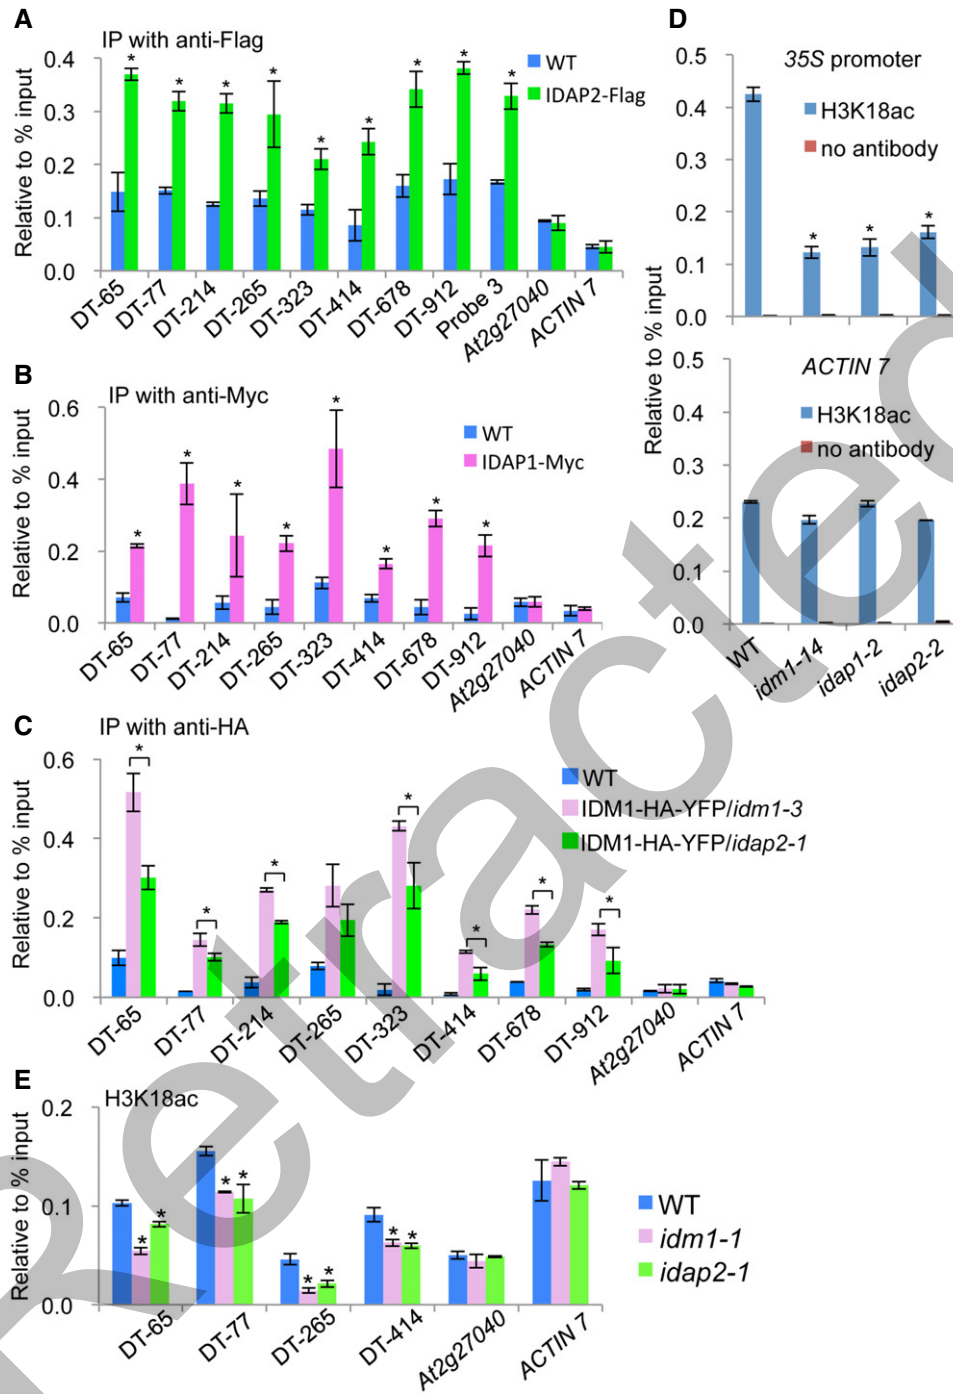 A
IP with anti-Flag
Relative to % input
0.4
0.3
0.2
0.1
0.0
WT
IDAP2-Flag
* * * * * * * * *
DT-65
DT-77
DT-214
DT-265
DT-323
DT-414
DT-678
DT-912
Probe 3
At2g27040
ACTIN 7
B
IP with anti-Myc
Relative to % input
0.6
0.4
0.2
0.0
WT
IDAP1-Myc
* * * * * * * *
DT-65
DT-77
DT-214
DT-265
DT-323
DT-414
DT-678
DT-912
At2g27040
ACTIN 7
C
IP with anti-HA
Relative to % input
0.6
0.4
0.2
0.0
WT
IDM1-HA-YFP/idm1-3
IDM1-HA-YFP/idap2-1
* * * * * * *
DT-65
DT-77
DT-214
DT-265
DT-323
DT-414
DT-678
DT-912
At2g27040
ACTIN 7
D
35S promoter
H3K18ac
no antibody
0.5
0.4
0.3
0.2
0.1
0.0
* * *
Relative to % input
ACTIN 7
H3K18ac
no antibody
0.5
0.4
0.3
0.2
0.1
0.0
WT
idm1-14
idap1-2
idap2-2
E
H3K18ac
Relative to % input
0.2
0.1
0.0
* * * * * * * *
WT
idm1-1
idap2-1
DT-65
DT-77
DT-265
DT-414
At2g27040
ACTIN 7
Retracted